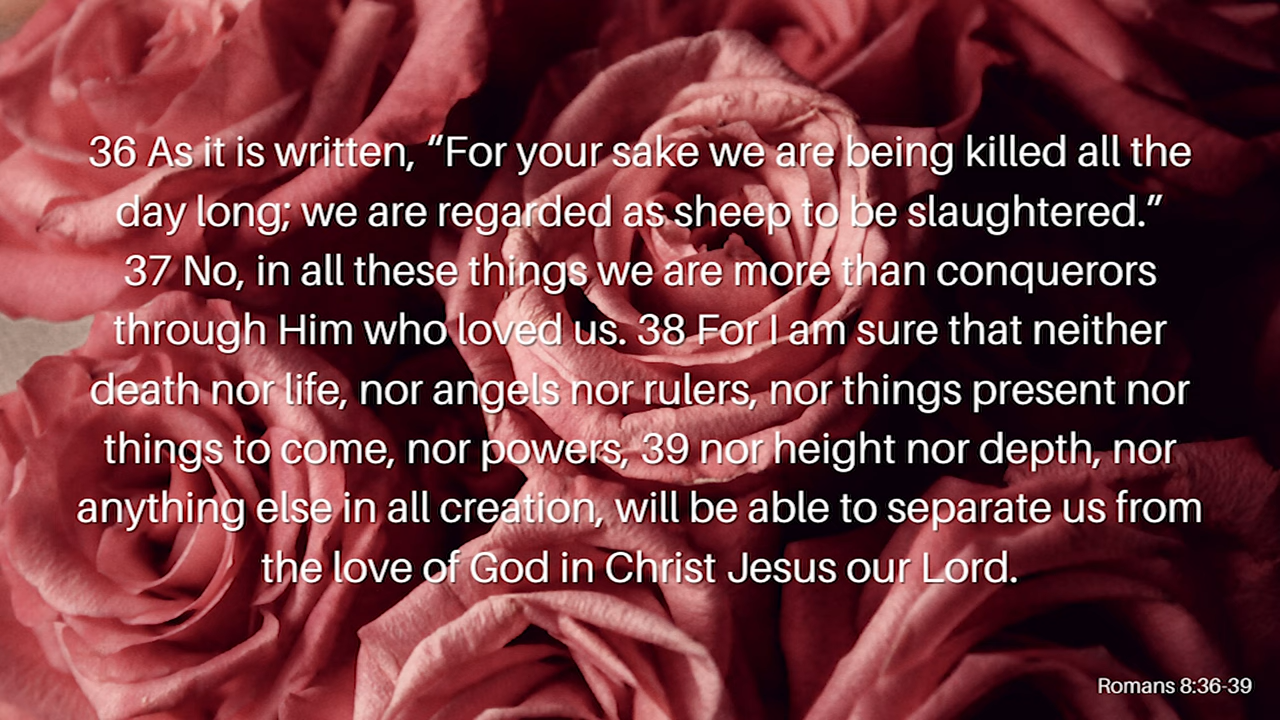 36 As it is written, “For your sake we are being killed all the
day long; we are regarded as sheep to be slaughtered.”
37 No, in all these things we are more than conquerors
through Him who loved us. 38 For I am sure that neither
death nor life, nor angels nor rulers, nor things present nor
things to come, nor powers, 39 nor height nor depth, nor
anything else in all creation, will be able to separate us from
the love of God in Christ Jesus our Lord.
Romans 8:36-39